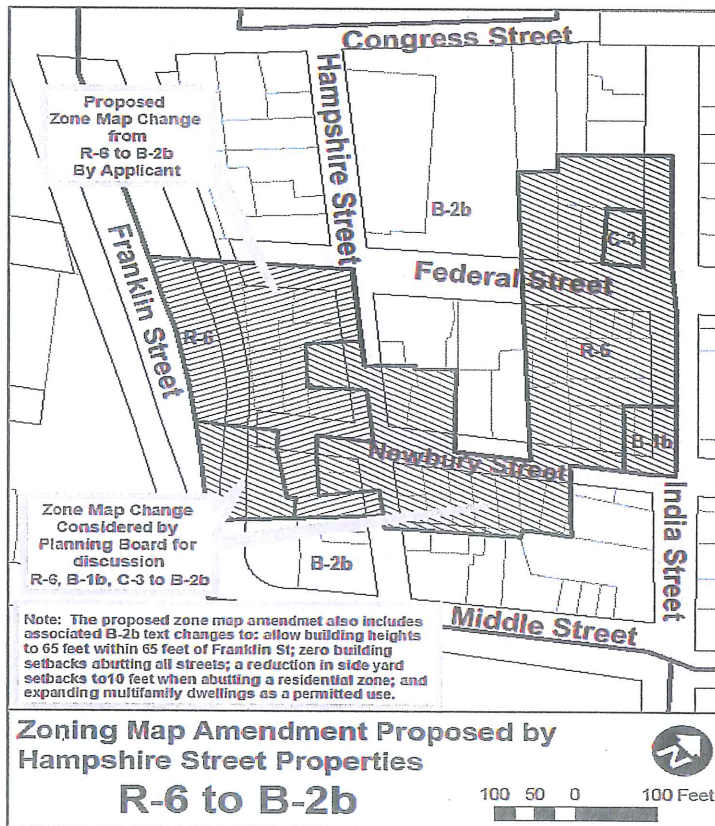 Congress Street
Hampshire Street
Proposed
Zone Map Change
from
R-6 to B-2b
By Applicant
B-2b
C-3
Federal Street
Franklin Street
R-6
R-6
B-1b
Newbury Street
India Street
Zone Map Change
Considered by
Planning Board for
discussion
R-6, B-1b, C-3 to B-2b
B-2b
Middle Street
Note: The proposed zone map amendmet also includes
associated B-2b text changes to: allow building heights
to 65 feet within 65 feet of Franklin St; zero building
setbacks abutting all streets; a reduction in side yard
setbacks to10 feet when abutting a residential zone; and
expanding multifamily dwellings as a permitted use.
Zoning Map Amendment Proposed by
Hampshire Street Properties
R-6 to B-2b
N
100 50 0 100 Feet